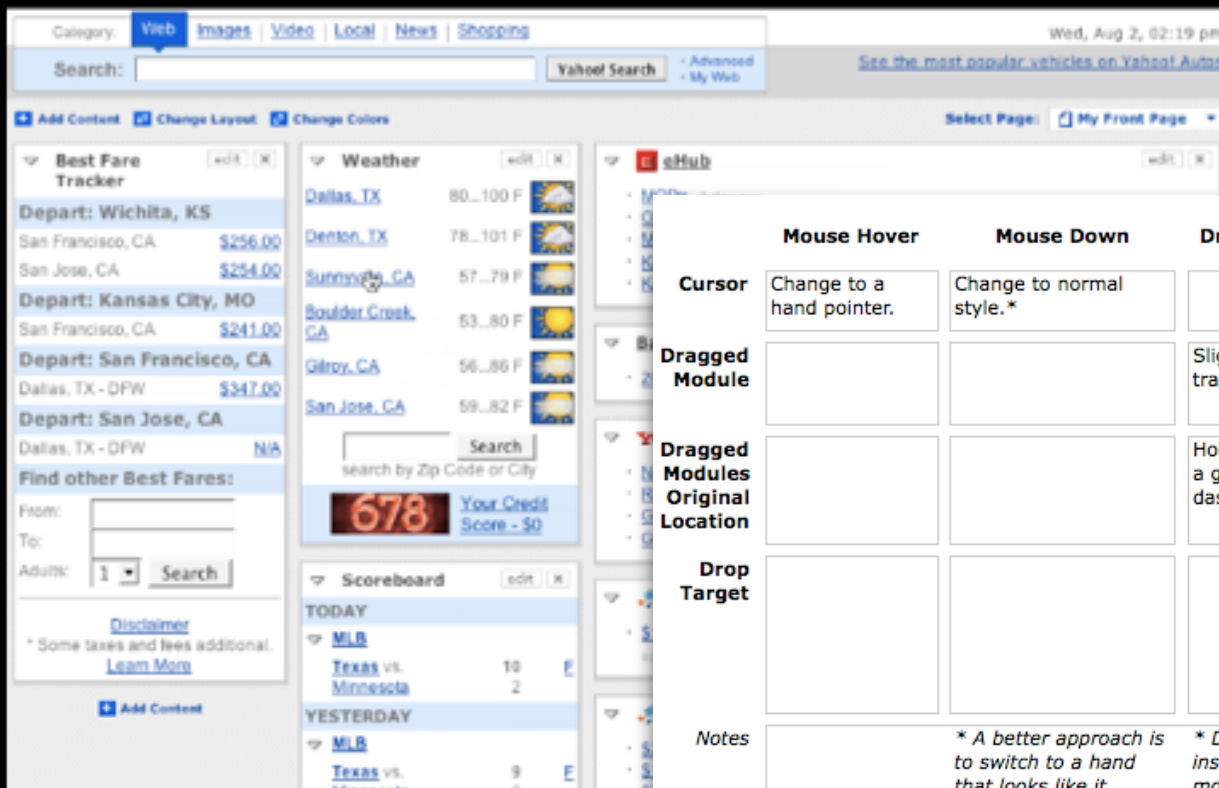 Category: Web Images | Video | Local | News | Shopping
Wed, Aug 2, 02:19 pm
Search: Yahoo! Search
· Advanced
· My Web
See the most popular vehicles on Yahoo! Autos
Add Content Change Layout Change Colors
Select Page: My Front Page
Best Fare
Tracker
edit
Depart: Wichita, KS
San Francisco, CA $256.00
San Jose, CA $254.00
Depart: Kansas City, MO
San Francisco, CA $241.00
Depart: San Francisco, CA
Dallas, TX - DFW $347.00
Depart: San Jose, CA
Dallas, TX - DFW N/A
Find other Best Fares:
From:
To:
Adults: 1 Search
Disclaimer
* Some taxes and fees additional.
Learn More
Add Content
Weather edit
Dallas, TX 80...100 F
Denton, TX 78...101 F
CA 57...79 F
Boulder Creek,
CA
53...80 F
Gilroy, CA 56...86 F
San Jose, CA 59...82 F
Search
search by Zip Code or City
678
Your Credit
Score - $0
Scoreboard edit
TODAY
MLB
Texas vs. 10 F
Minnesota 2
YESTERDAY
MLB
Texas vs. 9 F
eHub edit
Mouse Hover Mouse Down
Cursor
Change to a
hand pointer.
Change to normal
style.*
Dragged
Module
Dragged
Modules
Original
Location
Drop
Target
Notes
* A better approach is
to switch to a hand
that looks like it